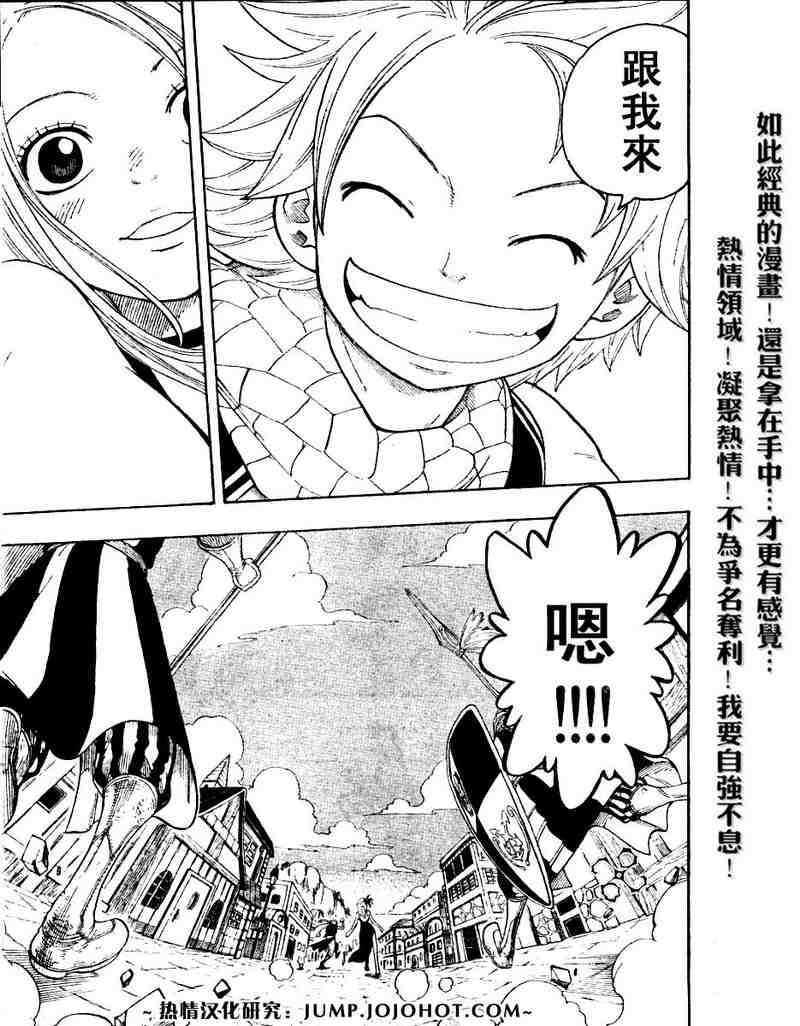 跟我來
嗯
!!!!
如此經典的漫畫！還是拿在手中…才更有感覺…
熱情領域！凝聚熱情！不為爭名奪利！我要自強不息！
~热情汉化研究：JUMP.JOJOHOT.COM~